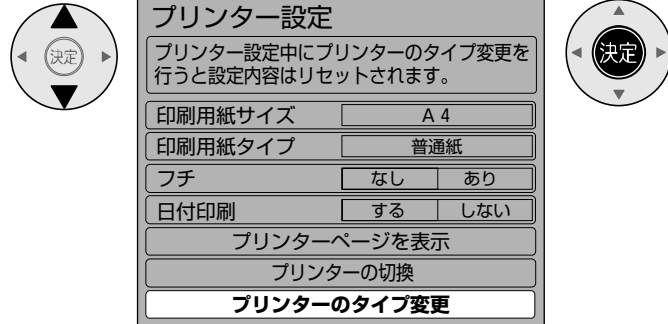 プリンター設定
プリンター設定中にプリンターのタイプ変更を
行うと設定内容はリセットされます。
決定
決定
印刷用紙サイズ A 4
印刷用紙タイプ 普通紙
フチ なし あり
日付印刷 する しない
プリンターページを表示
プリンターの切換
プリンターのタイプ変更